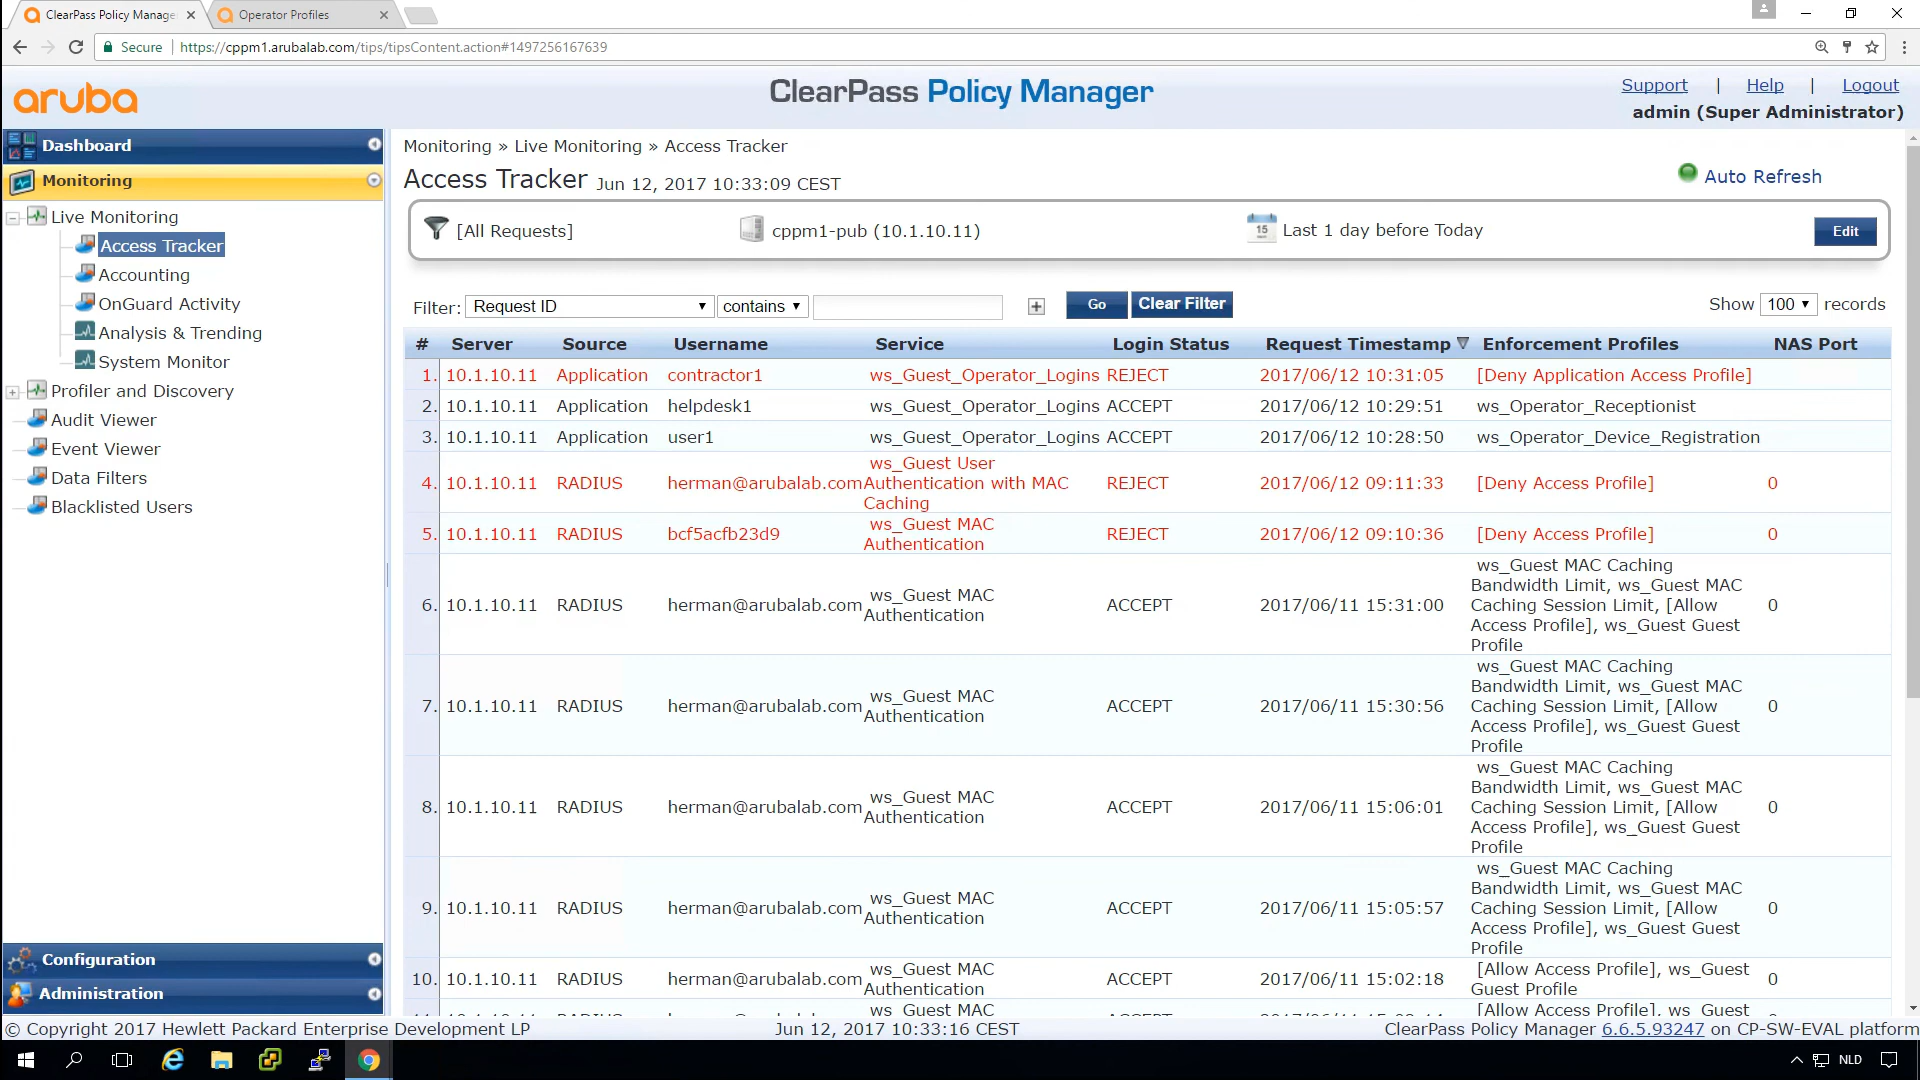 ClearPass Policy Manage
Operator Profiles
Secure
https://cppm1.arubalab.com/tips/tipsContent.action#1497256167639
aruba
ClearPass Policy Manager
Support | Help | Logout
admin (Super Administrator)
Dashboard
Monitoring
Live Monitoring
Access Tracker
Accounting
OnGuard Activity
Analysis & Trending
System Monitor
Profiler and Discovery
Audit Viewer
Event Viewer
Data Filters
Blacklisted Users
Configuration
Administration
Monitoring » Live Monitoring » Access Tracker
Access Tracker Jun 12, 2017 10:33:09 CEST
Auto Refresh
[All Requests]
cppm1-pub (10.1.10.11)
15
Last 1 day before Today
Edit
Filter: Request ID contains Go Clear Filter
Show 100 records
# Server Source Username Service Login Status Request Timestamp Enforcement Profiles NAS Port
1. 10.1.10.11 Application contractor1 ws_Guest_Operator_Logins REJECT 2017/06/12 10:31:05 [Deny Application Access Profile]
2. 10.1.10.11 Application helpdesk1 ws_Guest_Operator_Logins ACCEPT 2017/06/12 10:29:51 ws_Operator_Receptionist
3. 10.1.10.11 Application user1 ws_Guest_Operator_Logins ACCEPT 2017/06/12 10:28:50 ws_Operator_Device_Registration
ws_Guest User
4. 10.1.10.11 RADIUS herman@arubalab.com Authentication with MAC REJECT 2017/06/12 09:11:33 [Deny Access Profile] 0
Caching
ws_Guest MAC
5. 10.1.10.11 RADIUS bcf5acfb23d9 REJECT 2017/06/12 09:10:36 [Deny Access Profile] 0
Authentication
ws_Guest MAC Caching
Bandwidth Limit, ws_Guest MAC
ws_Guest MAC
6. 10.1.10.11 RADIUS herman@arubalab.com ACCEPT 2017/06/11 15:31:00 Caching Session Limit, [Allow 0
Authentication
Access Profile], ws_Guest Guest
Profile
ws_Guest MAC Caching
Bandwidth Limit, ws_Guest MAC
ws_Guest MAC
7. 10.1.10.11 RADIUS herman@arubalab.com ACCEPT 2017/06/11 15:30:56 Caching Session Limit, [Allow 0
Authentication
Access Profile], ws_Guest Guest
Profile
ws_Guest MAC Caching
Bandwidth Limit, ws_Guest MAC
ws_Guest MAC
8. 10.1.10.11 RADIUS herman@arubalab.com ACCEPT 2017/06/11 15:06:01 Caching Session Limit, [Allow 0
Authentication
Access Profile], ws_Guest Guest
Profile
ws_Guest MAC Caching
Bandwidth Limit, ws_Guest MAC
ws_Guest MAC
9. 10.1.10.11 RADIUS herman@arubalab.com ACCEPT 2017/06/11 15:05:57 Caching Session Limit, [Allow 0
Authentication
Access Profile], ws_Guest Guest
Profile
ws_Guest MAC [Allow Access Profile], ws_Guest
10. 10.1.10.11 RADIUS herman@arubalab.com ACCEPT 2017/06/11 15:02:18 0
Authentication Guest Profile
ws_Guest MAC [Allow Access Profile], ws_Guest
© Copyright 2017 Hewlett Packard Enterprise Development LP
Jun 12, 2017 10:33:16 CEST
ClearPass Policy Manager 6.6.5.93247 on CP-SW-EVAL platform
NLD